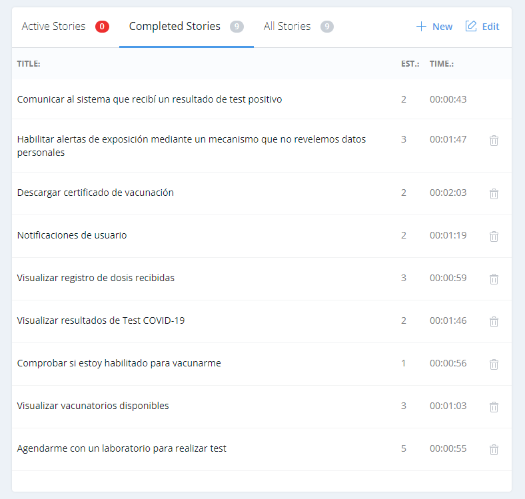 Active Stories 0 Completed Stories 9 All Stories 9 New Edit
TITLE: EST.: TIME.:
Comunicar al sistema que recibí un resultado de test positivo 2 00:00:43
Habilitar alertas de exposición mediante un mecanismo que no revelemos datos 3 00:01:47
personales
Descargar certificado de vacunación 2 00:02:03
Notificaciones de usuario 2 00:01:19
Visualizar registro de dosis recibidas 3 00:00:59
Visualizar resultados de Test COVID-19 2 00:01:46
Comprobar si estoy habilitado para vacunarme 1 00:00:56
Visualizar vacunatorios disponibles 3 00:01:03
Agendarme con un laboratorio para realizar test 5 00:00:55